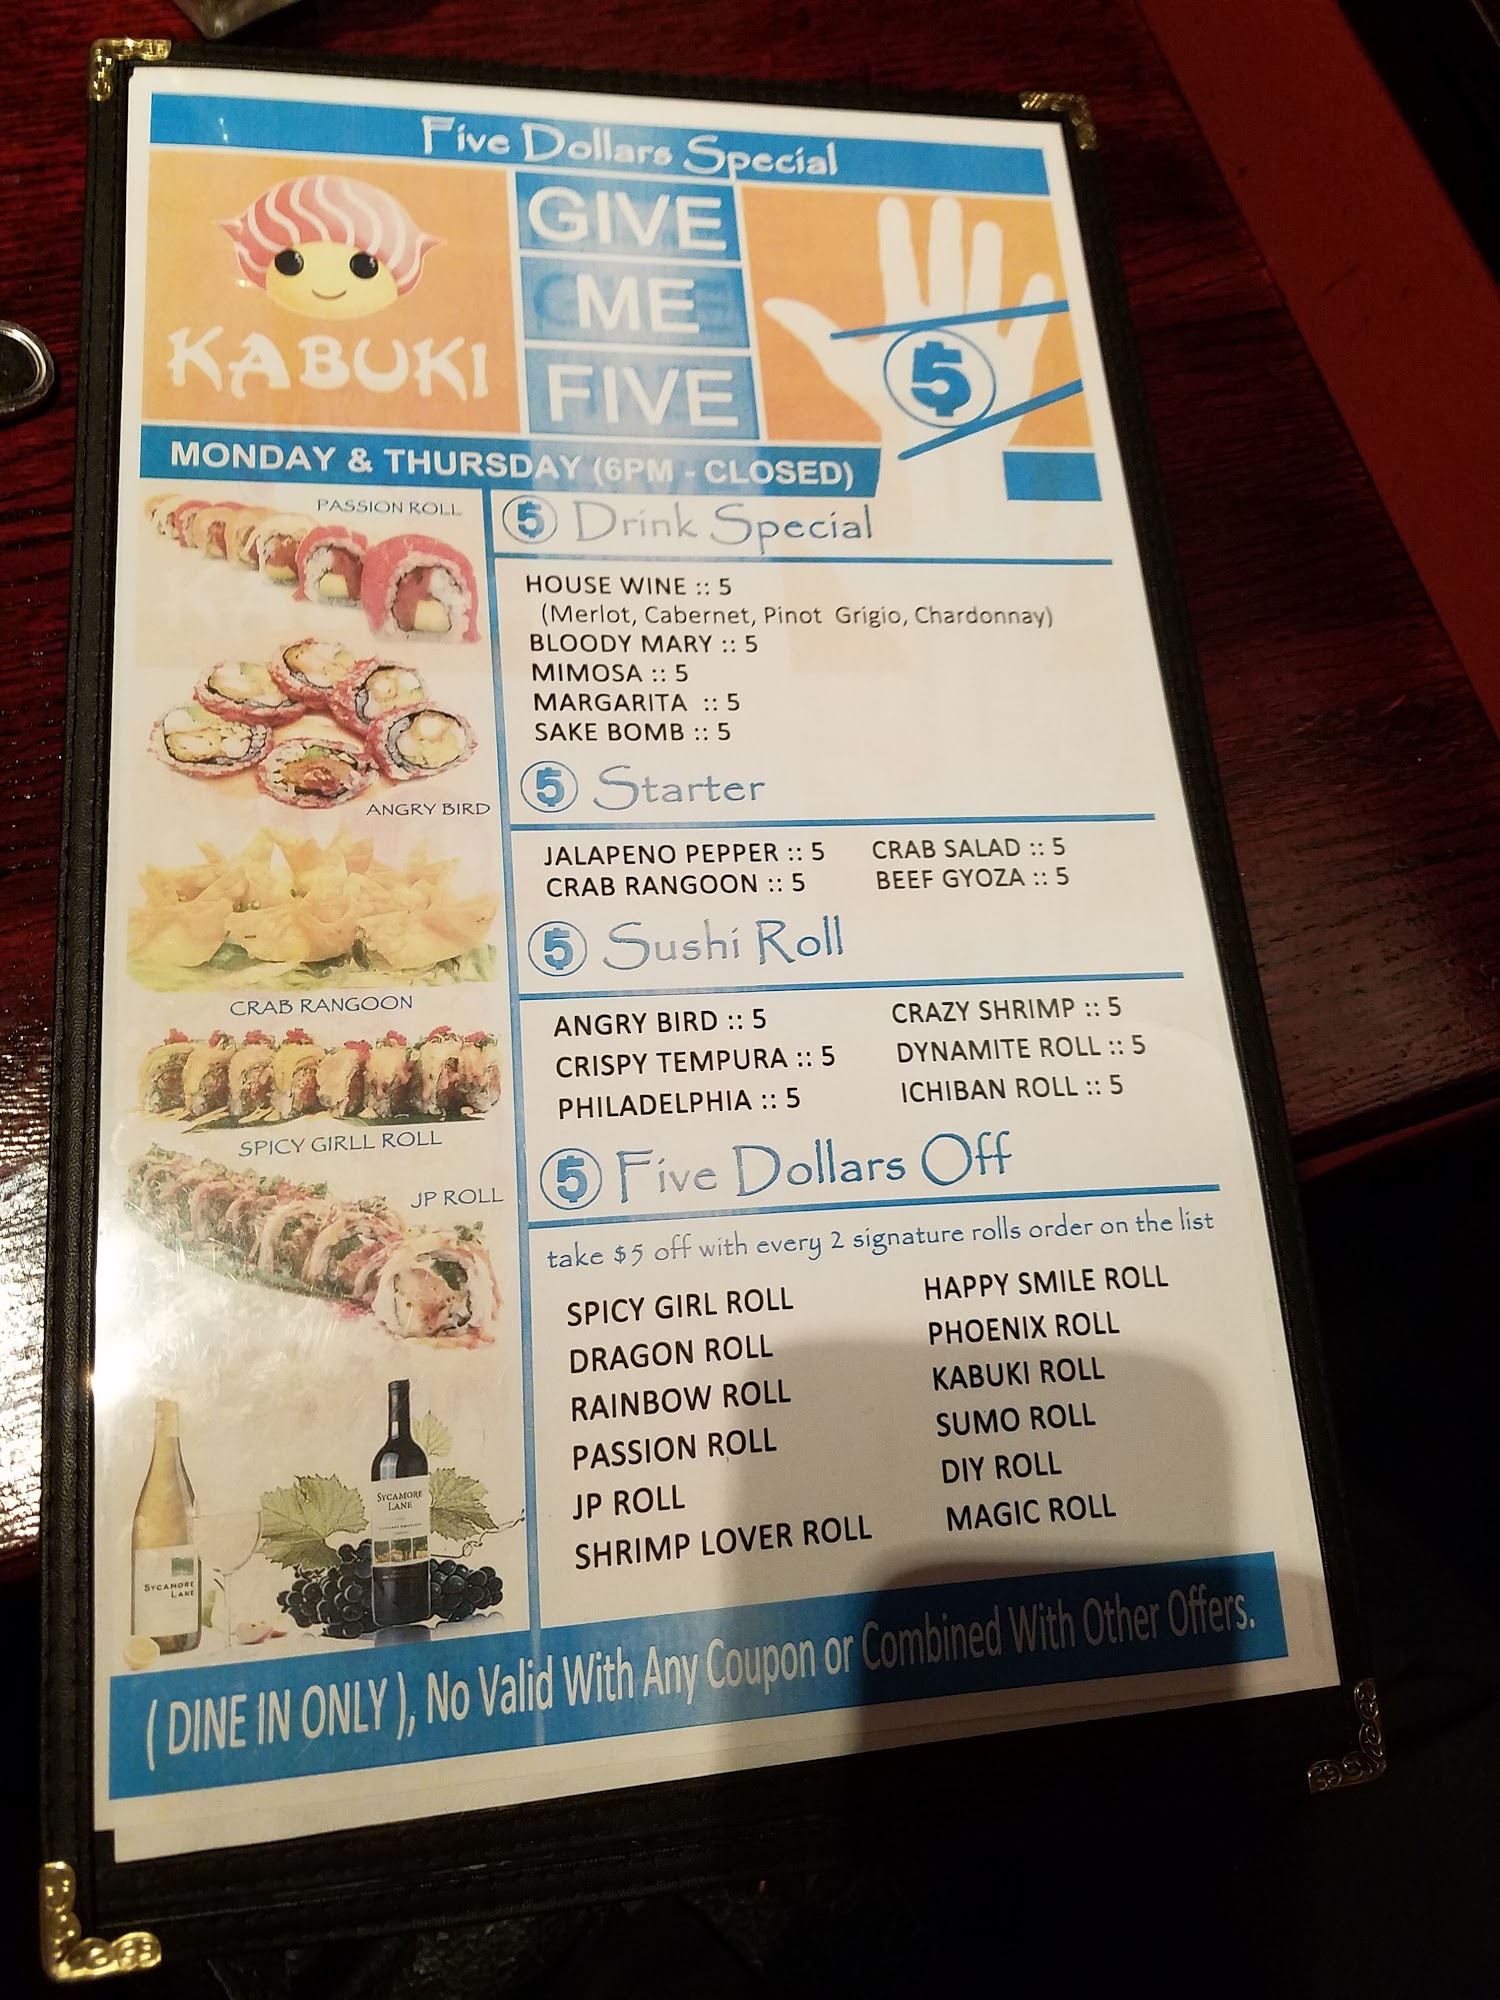 Five Dollars Special
KABUKI
GIVE
ME
FIVE
5
MONDAY & THURSDAY (6PM - CLOSED)
PASSION ROLL
ANGRY BIRD
CRAB RANGOON
SPICY GIRLL ROLL
JP ROLL
SYCAMORE
LANE
SYCAMORE
LANE
5 Drink Special
HOUSE WINE :: 5
(Merlot, Cabernet, Pinot Grigio, Chardonnay)
BLOODY MARY :: 5
MIMOSA :: 5
MARGARITA :: 5
SAKE BOMB :: 5
5 Starter
JALAPENO PEPPER :: 5 CRAB SALAD :: 5
CRAB RANGOON :: 5 BEEF GYOZA :: 5
5 Sushi Roll
ANGRY BIRD :: 5 CRAZY SHRIMP :: 5
CRISPY TEMPURA :: 5 DYNAMITE ROLL :: 5
PHILADELPHIA :: 5 ICHIBAN ROLL :: 5
5 Five Dollars Off
take $5 off with every 2 signature rolls order on the list
SPICY GIRL ROLL HAPPY SMILE ROLL
DRAGON ROLL PHOENIX ROLL
RAINBOW ROLL KABUKI ROLL
PASSION ROLL SUMO ROLL
JP ROLL DIY ROLL
SHRIMP LOVER ROLL MAGIC ROLL
( DINE IN ONLY ), No Valid With Any Coupon or Combined With Other Offers.